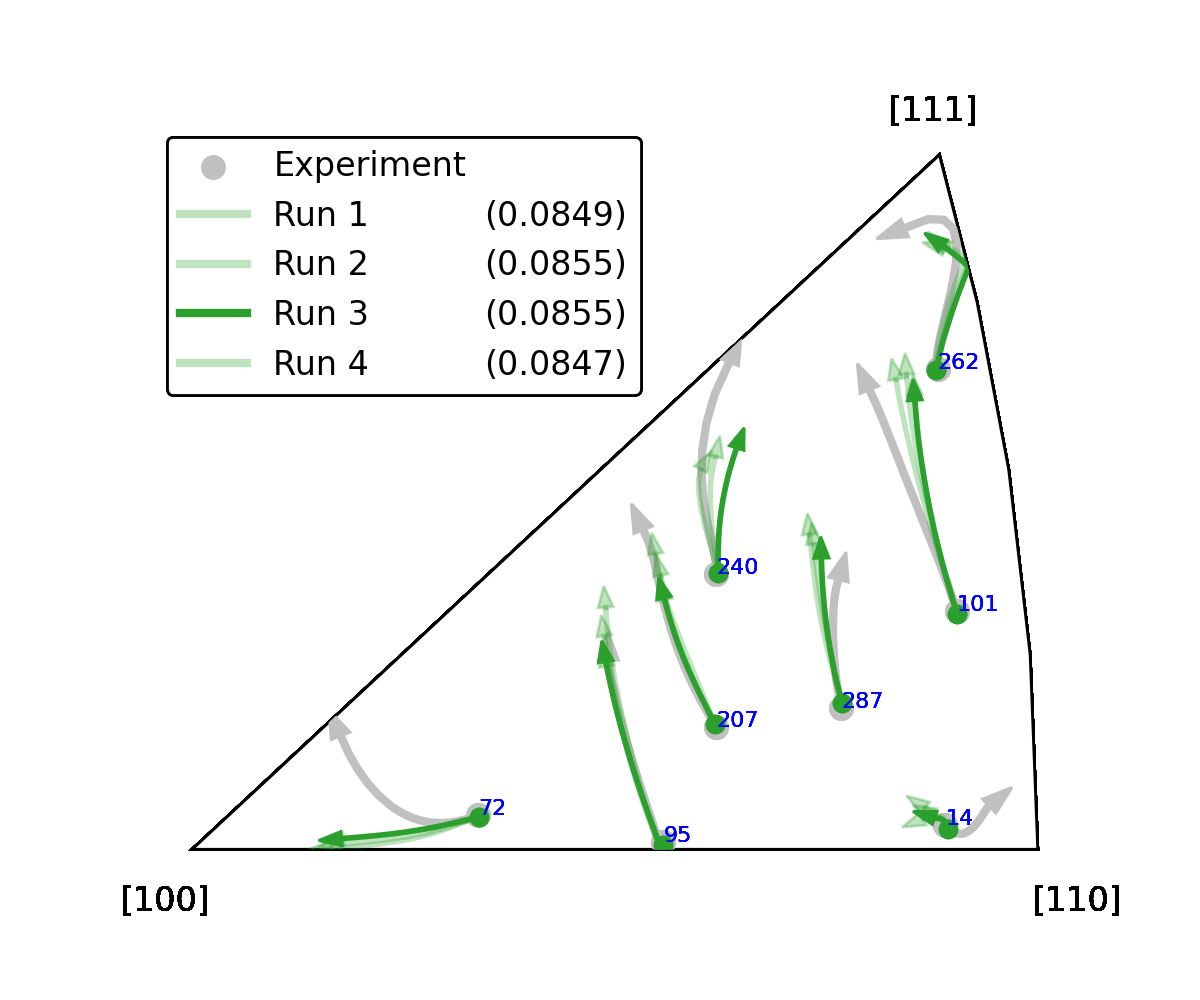 [111]
Experiment
Run 1 (0.0849)
Run 2 (0.0855)
Run 3 (0.0855)
Run 4 (0.0847)
262
240
101
287
207
72
14
95
[100]
[110]